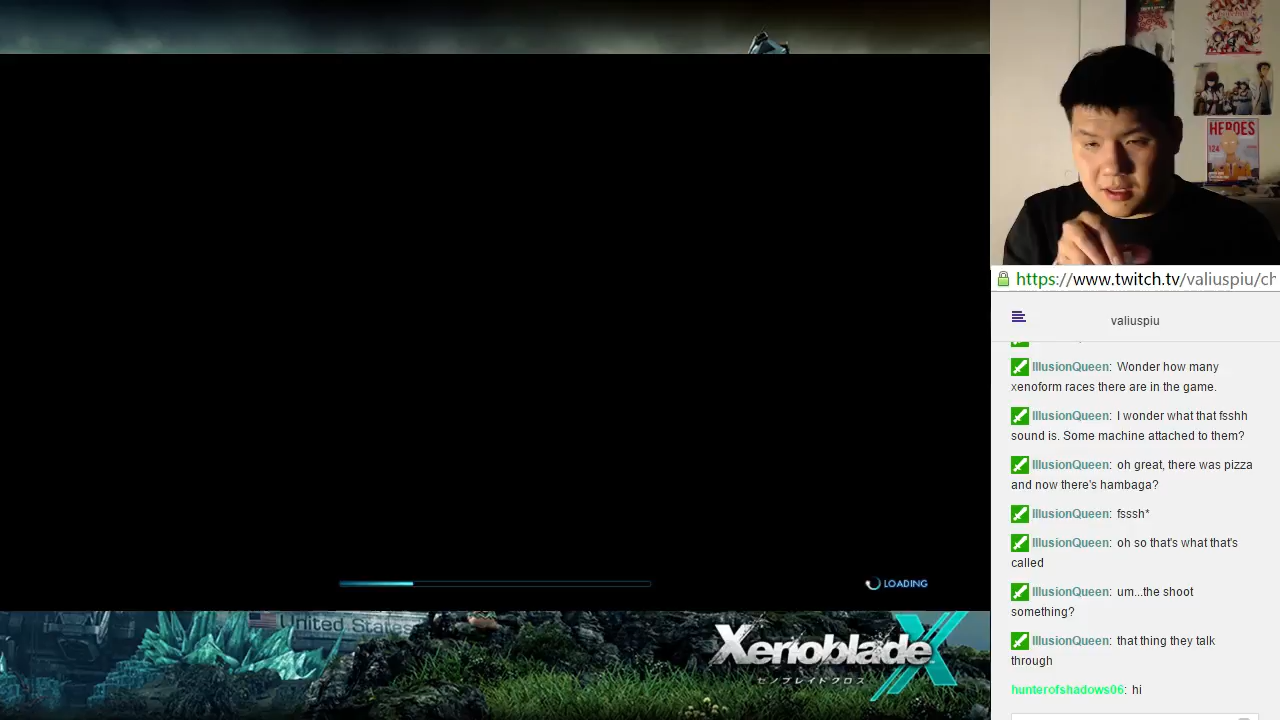 HEROES
124
https://www.twitch.tv/valiuspiu/ch
valiuspiu
IllusionQueen: Wonder how many
xenoform races there are in the game.
IllusionQueen: I wonder what that fsshh
sound is. Some machine attached to them?
IllusionQueen: oh great, there was pizza
and now there's hambaga?
IllusionQueen: fsssh*
IllusionQueen: oh so that's what that's
called
IllusionQueen: um...the shoot
something?
IllusionQueen: that thing they talk
through
hunterofshadows06: hi
LOADING
United States
XenobladeX
ゼノブレイドクロス